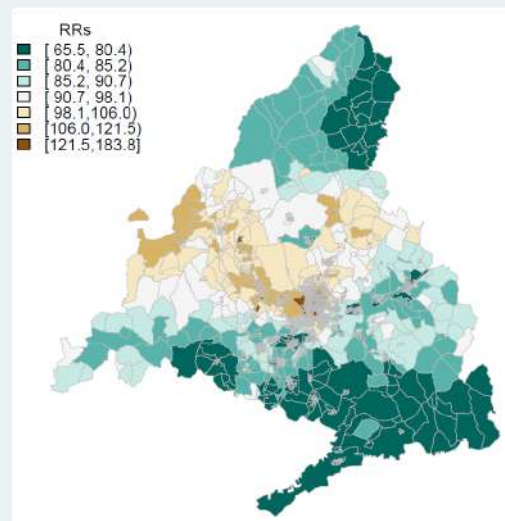 RRs
[ 65.5, 80.4)
[ 80.4, 85.2)
[ 85.2, 90.7)
[ 90.7, 98.1)
[ 98.1,106.0)
[106.0,121.5)
[121.5,183.8]